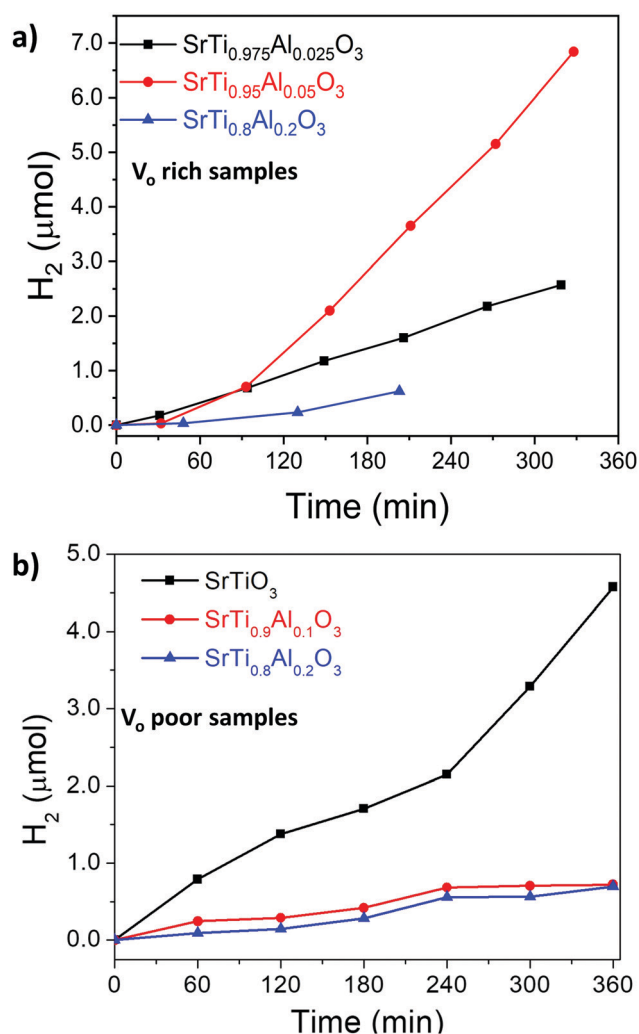 a)
7.0
6.0
5.0
4.0
3.0
2.0
1.0
0.0
H₂ (μmol)
SrTi₀.₉₇₅Al₀.₀₂₅O₃
SrTi₀.₉₅Al₀.₀₅O₃
SrTi₀.₈Al₀.₂O₃
Vₒ rich samples
0 60 120 180 240 300 360
Time (min)
b)
5.0
4.0
3.0
2.0
1.0
0.0
H₂ (μmol)
SrTiO₃
SrTi₀.₉Al₀.₁O₃
SrTi₀.₈Al₀.₂O₃
Vₒ poor samples
0 60 120 180 240 300 360
Time (min)